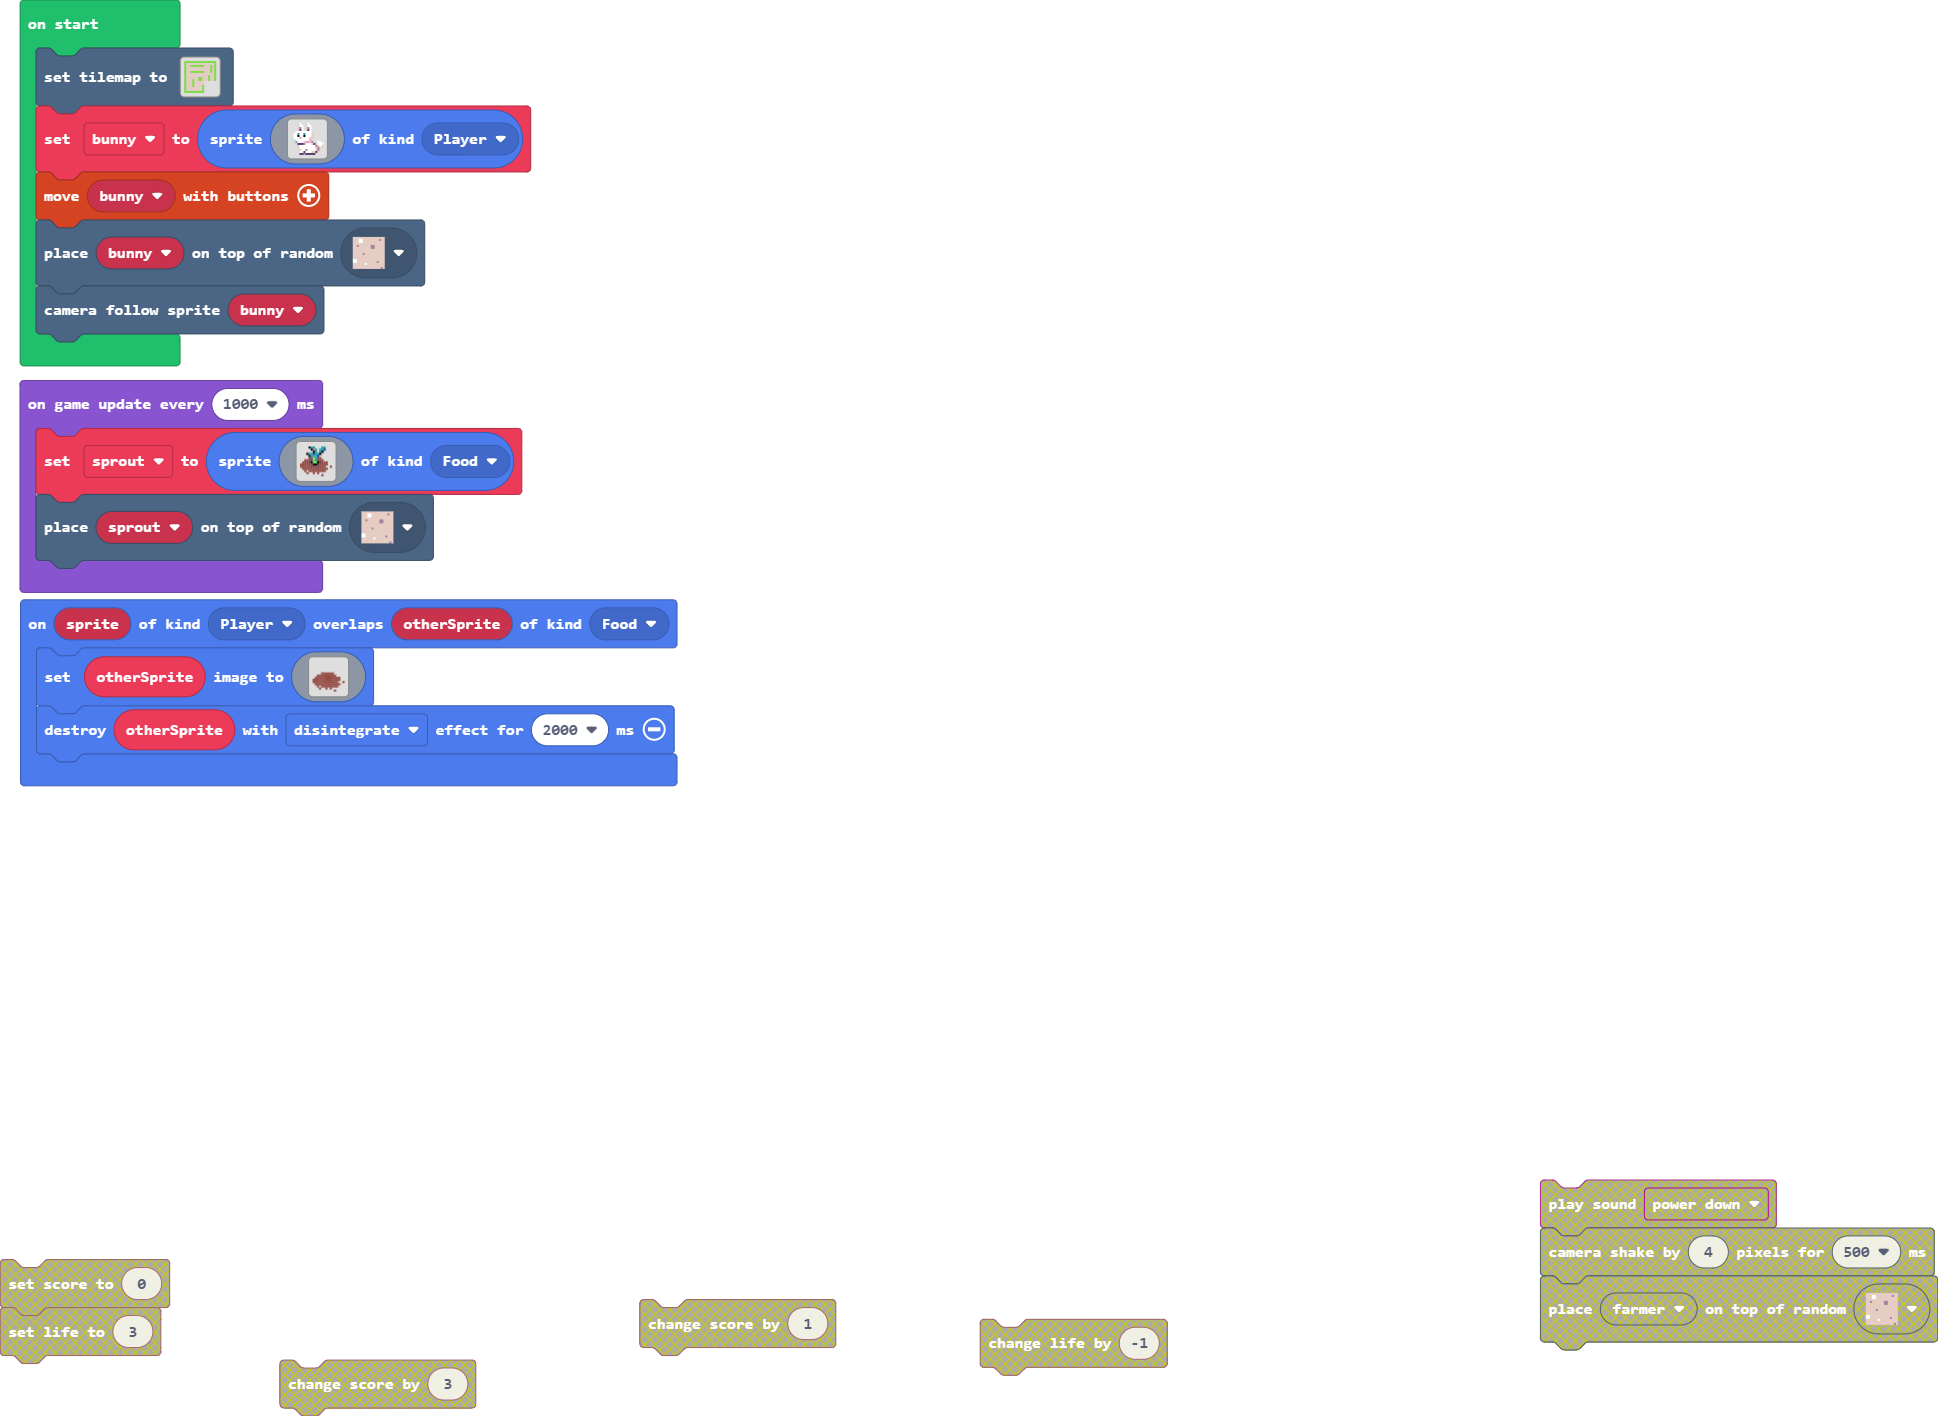 on start
set tilemap to
set bunny to sprite of kind Player
move bunny with buttons
place bunny on top of random
camera follow sprite bunny
on game update every 1000 ms
set sprout to sprite of kind Food
place sprout on top of random
on sprite of kind Player overlaps otherSprite of kind Food
set otherSprite image to
destroy otherSprite with disintegrate effect for 2000 ms
play sound power down
camera shake by 4 pixels for 500 ms
place farmer on top of random
set score to 0
set life to 3
change score by 3
change score by 1
change life by -1